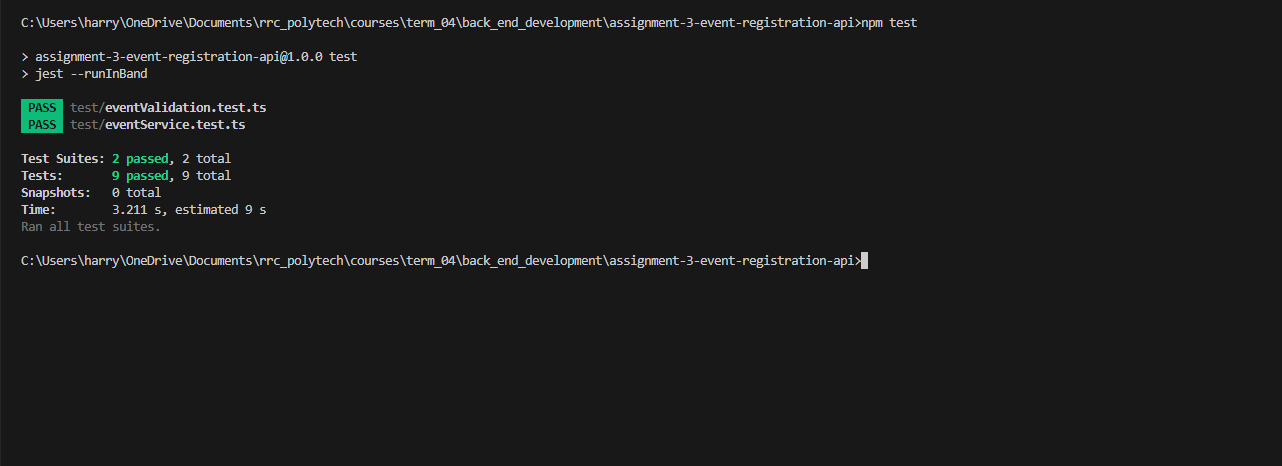 C:\Users\harry\OneDrive\Documents\rrc_polytech\courses\term_04\back_end_development\assignment-3-event-registration-api>npm test
> assignment-3-event-registration-api@1.0.0 test
> jest --runInBand
PASS test/eventValidation.test.ts
PASS test/eventService.test.ts
Test Suites: 2 passed, 2 total
Tests:       9 passed, 9 total
Snapshots:   0 total
Time:        3.211 s, estimated 9 s
Ran all test suites.
C:\Users\harry\OneDrive\Documents\rrc_polytech\courses\term_04\back_end_development\assignment-3-event-registration-api>